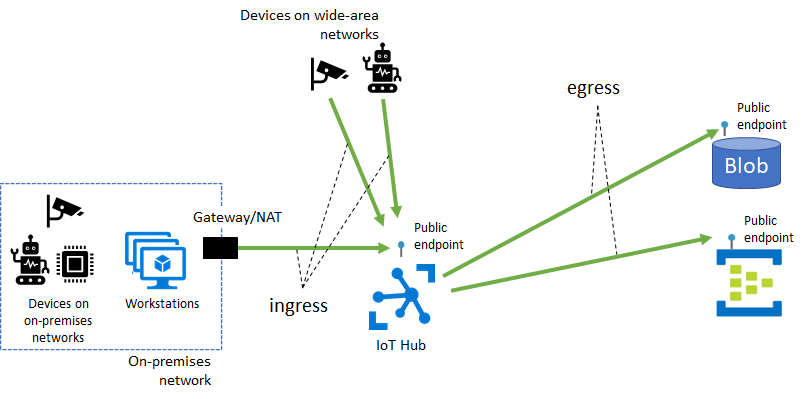 Devices on wide-area
networks
egress
Public
endpoint
Blob
Gateway/NAT
Public
endpoint
Public
endpoint
Devices on
on-premises
networks
Workstations
ingress
IoT Hub
On-premises
network